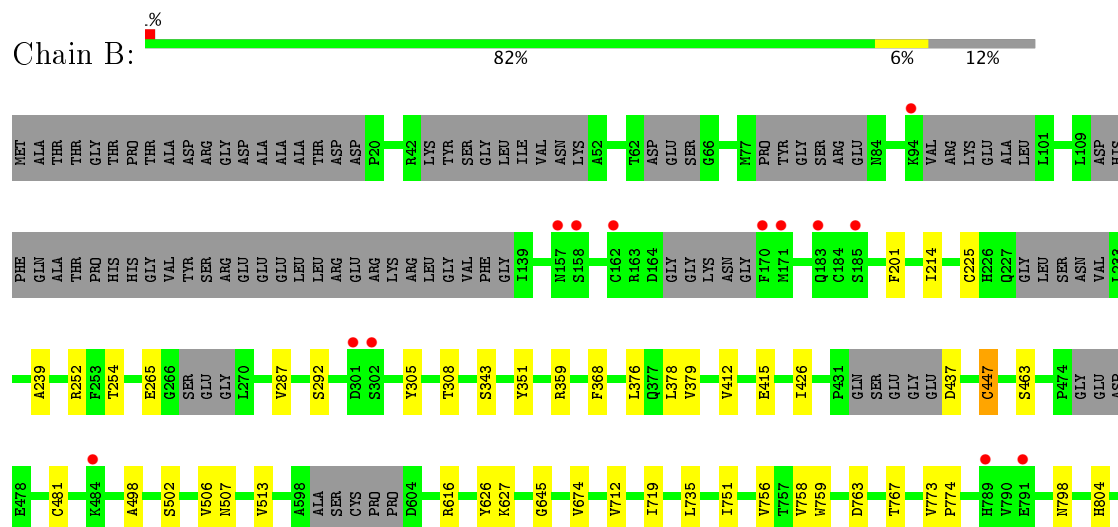 .%
Chain B:
82% 6% 12%
MET ALA THR THR GLY THR PRO THR ALA ASP ARG GLY ASP ALA ALA ALA THR ASP ASP P20 R42 LYS TYR SER GLY LEU ILE VAL ASN LYS A52 T62 ASP GLU SER G66 M77 PRO TYR GLY SER ARG GLU N84 K94 VAL ARG LYS GLU ALA LEU L101 L109 ASP HIS
PHE GLN ALA THR PRO HIS HIS GLY VAL TYR SER ARG GLU GLU GLU LEU LEU ARG GLU ARG LYS ARG LEU GLY VAL PHE GLY I139 N157 S158 C162 R163 D164 GLY GLY LYS ASN GLY F170 M171 Q183 C184 S185 F201 I214 C225 H226 Q227 GLY LEU SER ASN VAL L233
A239 R252 F253 T254 E265 G266 SER GLU GLY L270 V287 S292 D301 S302 Y305 T308 S343 Y351 R359 F368 L376 Q377 L378 V379 V412 E415 I426 P431 GLN SER GLU GLY GLU D437 C447 S463 P474 GLY GLU ASP
E478 C481 K484 A498 S502 V506 N507 V513 A598 ALA SER CYS PRO PRO D604 R616 Y626 K627 G645 V674 V712 I719 L735 I751 V756 T757 V758 W759 D763 T767 V773 P774 H789 V790 E791 N798 H804